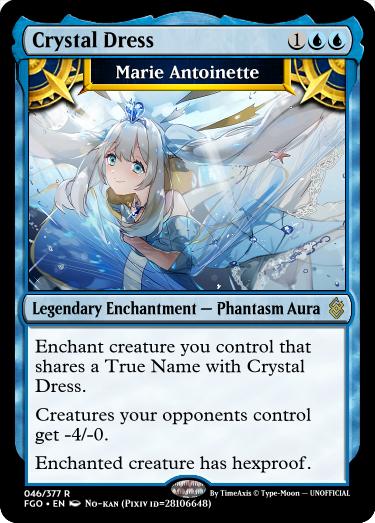 Crystal Dress 1
Marie Antoinette
Legendary Enchantment — Phantasm Aura
Enchant creature you control that
shares a True Name with Crystal
Dress.
Creatures your opponents control
get -4/-0.
Enchanted creature has hexproof.
046/377 R
By TimeAxis © Type-Moon — UNOFFICIAL
FGO • EN No-kan (Pixiv id=28106648)